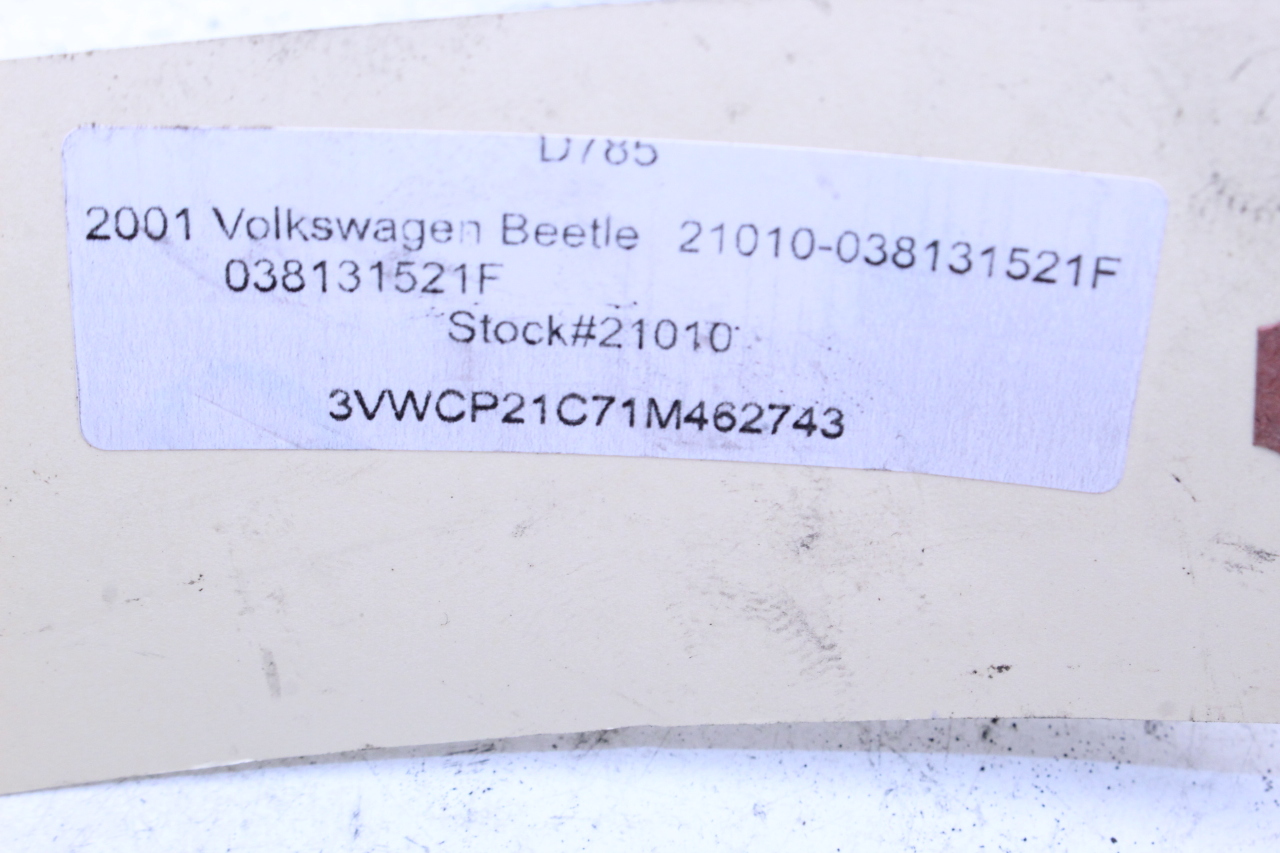 D785
2001 Volkswagen Beetle 21010-038131521F
038131521F
Stock#21010
3VWCP21C71M462743